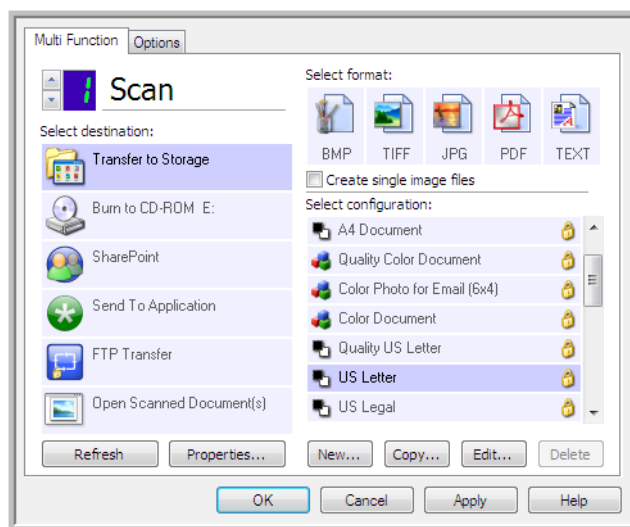 Multi Function
Options
1
Scan
Select destination:
Transfer to Storage
Burn to CD-ROM E:
SharePoint
Send To Application
FTP Transfer
Open Scanned Document(s)
Refresh
Properties...
Select format:
BMP
TIFF
JPG
PDF
TEXT
Create single image files
Select configuration:
A4 Document
Quality Color Document
Color Photo for Email (6x4)
Color Document
Quality US Letter
US Letter
US Legal
New...
Copy...
Edit...
Delete
OK
Cancel
Apply
Help